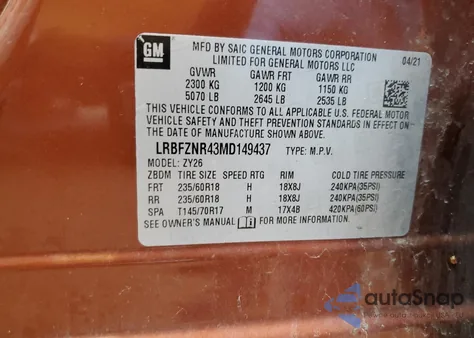 GM
MFD BY SAIC GENERAL MOTORS CORPORATION 04/21
LIMITED FOR GENERAL MOTORS LLC
GVWR GAWR FRT GAWR RR
2300 KG 1200 KG 1150 KG
5070 LB 2645 LB 2535 LB
THIS VEHICLE CONFORMS TO ALL APPLICABLE U.S. FEDERAL MOTOR
VEHICLE SAFETY AND THEFT PREVENTION STANDARDS IN EFFECT ON
THE DATE OF MANUFACTURE SHOWN ABOVE.
LRBFZNR43MD149437 TYPE: M.P.V.
MODEL: ZY26
ZBDM TIRE SIZE SPEED RTG RIM COLD TIRE PRESSURE
FRT 235/60R18 H 18X8J 240KPA(35PSI)
RR 235/60R18 H 18X8J 240KPA(35PSI)
SPA T145/70R17 M 17X4B 420KPA(60PSI)
SEE OWNER'S MANUAL FOR MORE INFORMATION.
autoSnap